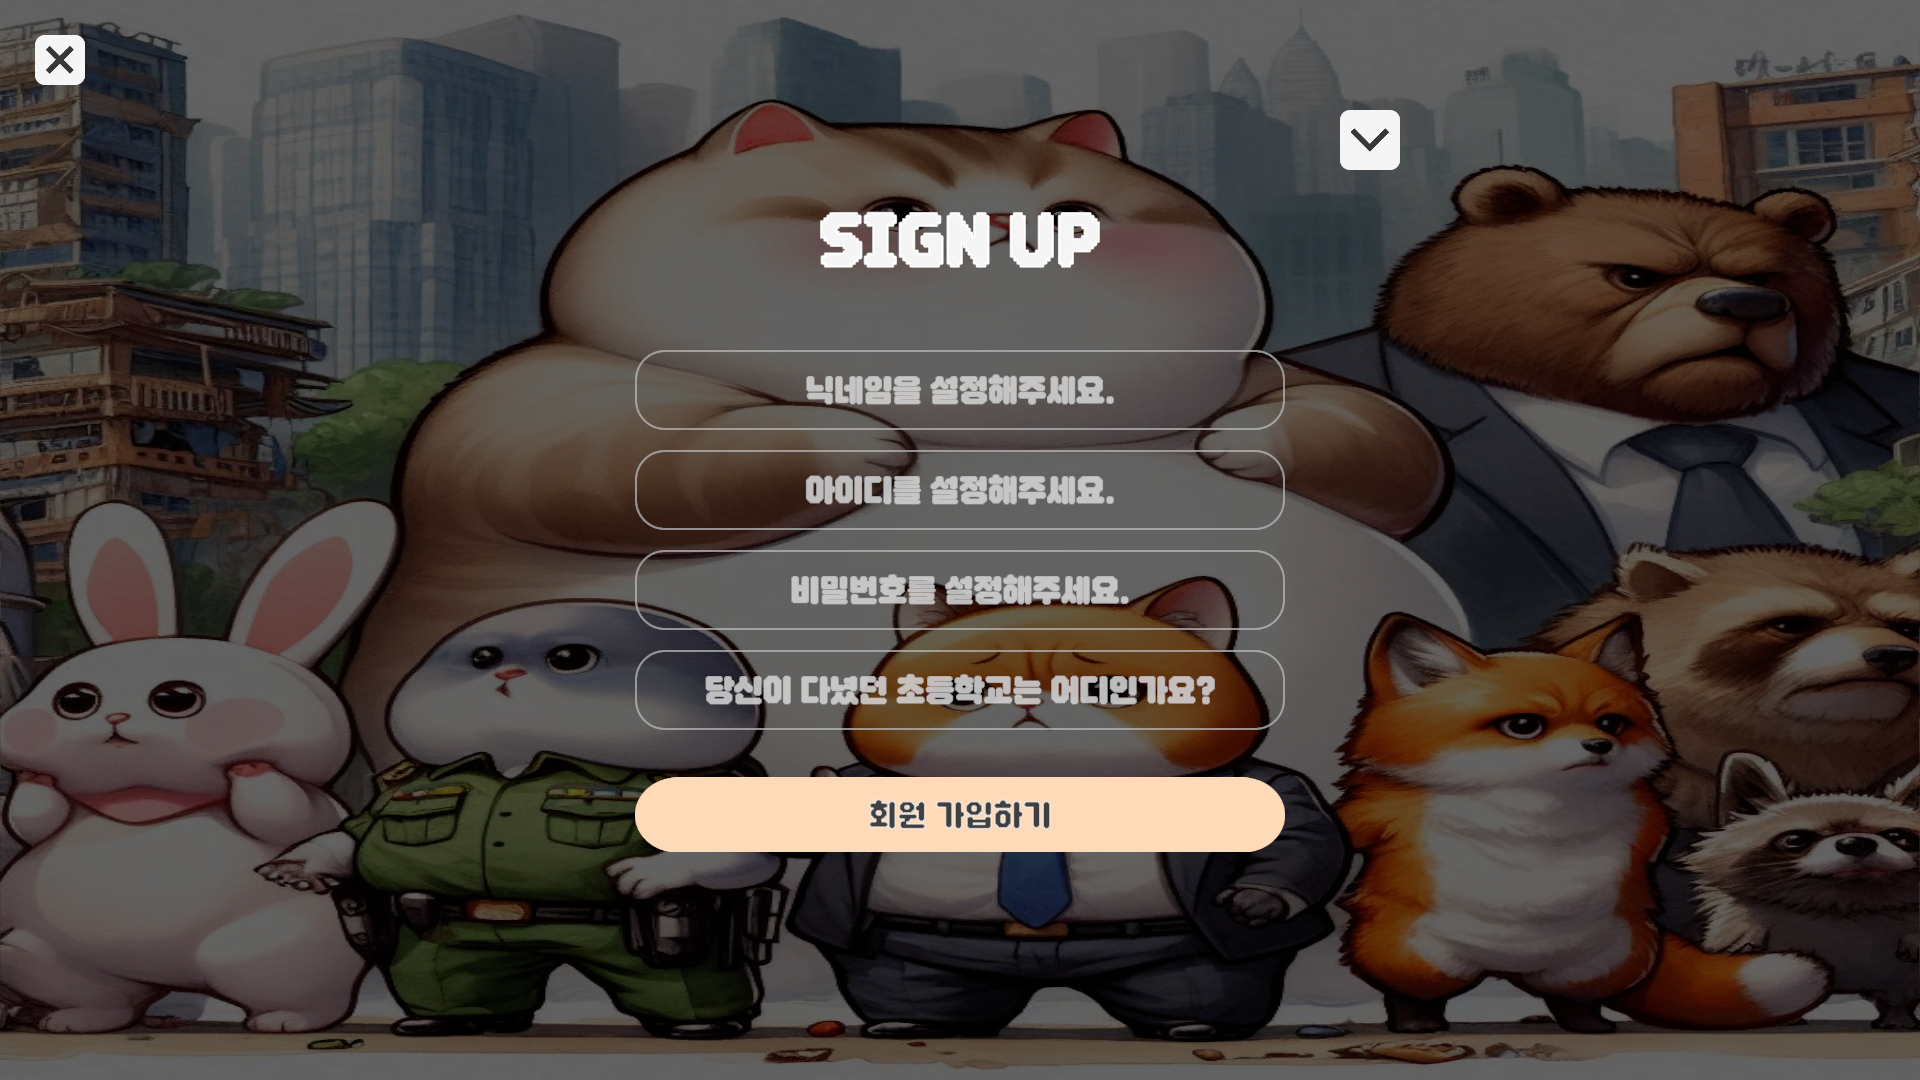 SIGN UP
닉네임을 설정해주세요.
아이디를 설정해주세요.
비밀번호를 설정해주세요.
당신이 다녔던 초등학교는 어디인가요?
회원 가입하기